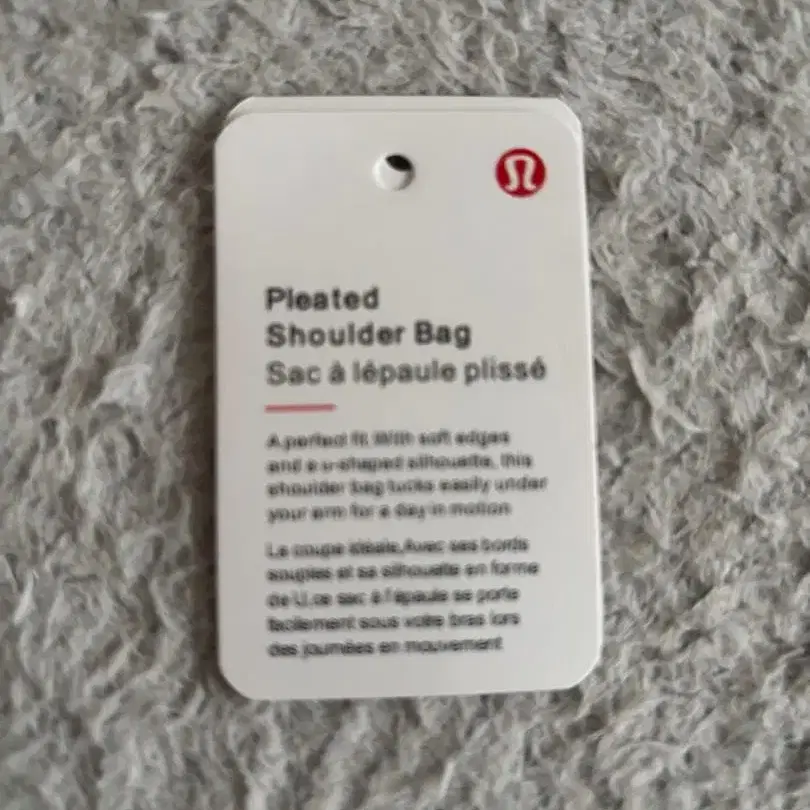 Pleated
Shoulder Bag
Sac à lépaule plissé
A perfect fit.With soft edges
and a u-shaped silhouette, this
shoulder bag tucks easily under
your arm for a day in motion
La coupe idéale,Avec ses bords
souples et sa silhouette en forme
de U,ce sac à l'épaule se porte
facilement sous votre bras lors
des journées en mouvement